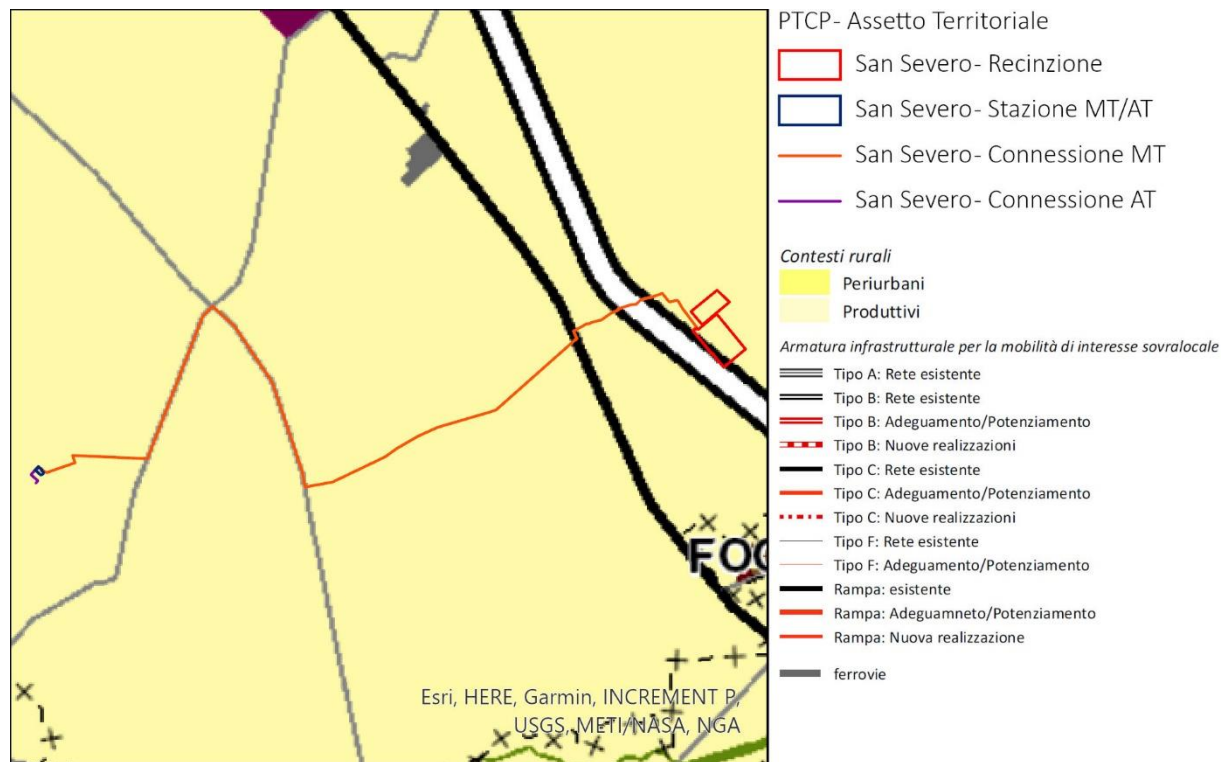 PTCP- Assetto Territoriale
San Severo- Recinzione
San Severo- Stazione MT/AT
San Severo- Connessione MT
San Severo- Connessione AT
Contesti rurali
Periurbani
Produttivi
Armatura infrastrutturale per la mobilità di interesse sovralocale
Tipo A: Rete esistente
Tipo B: Rete esistente
Tipo B: Adeguamento/Potenziamento
Tipo B: Nuove realizzazioni
Tipo C: Rete esistente
Tipo C: Adeguamento/Potenziamento
Tipo C: Nuove realizzazioni
Tipo F: Rete esistente
Tipo F: Adeguamento/Potenziamento
Rampa: esistente
Rampa: Adeguamneto/Potenziamento
Rampa: Nuova realizzazione
ferrovie
FOG
Esri, HERE, Garmin, INCREMENT P,
USGS, METI/NASA, NGA